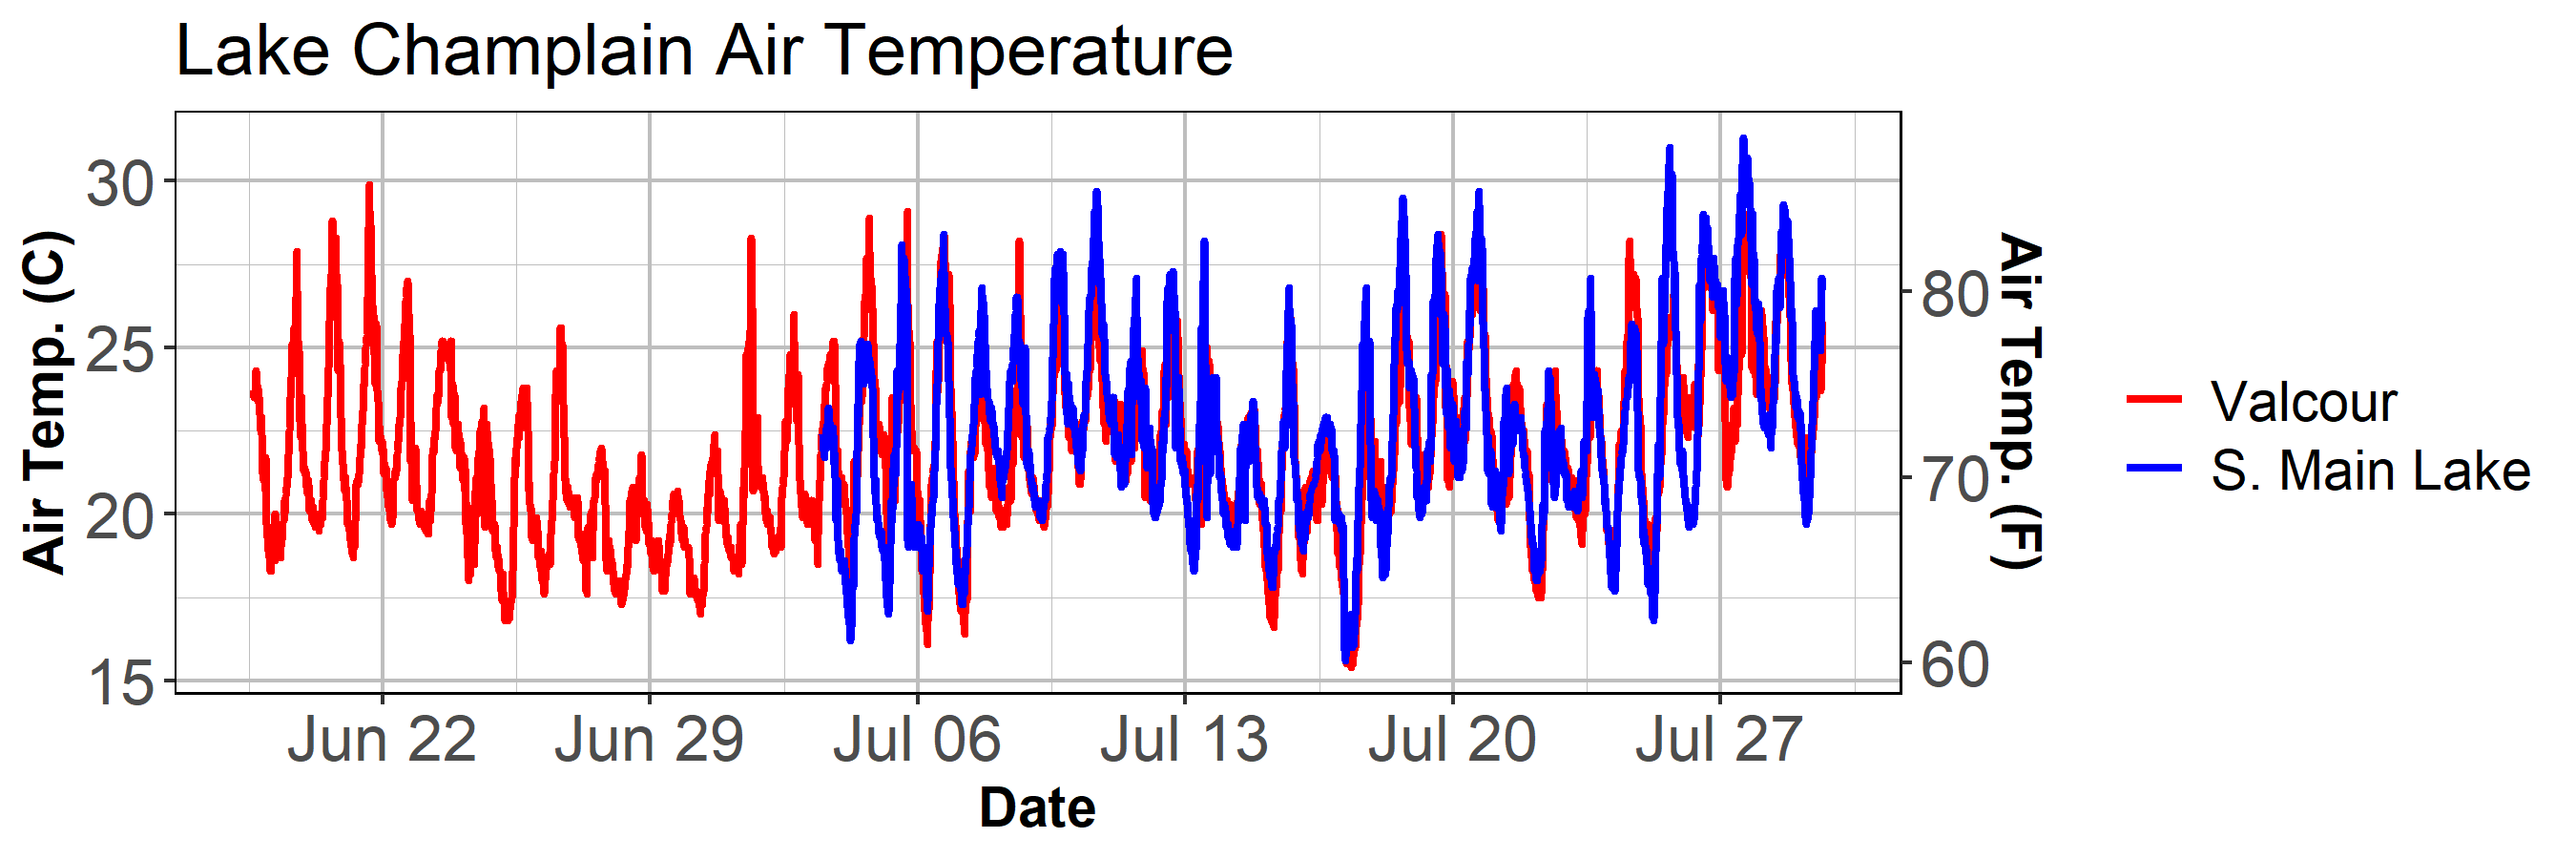 Lake Champlain Air Temperature
Air Temp. (C)
30
25
20
15
Air Temp. (F)
80
70
60
Jun 22
Jun 29
Jul 06
Jul 13
Jul 20
Jul 27
Date
Valcour
S. Main Lake